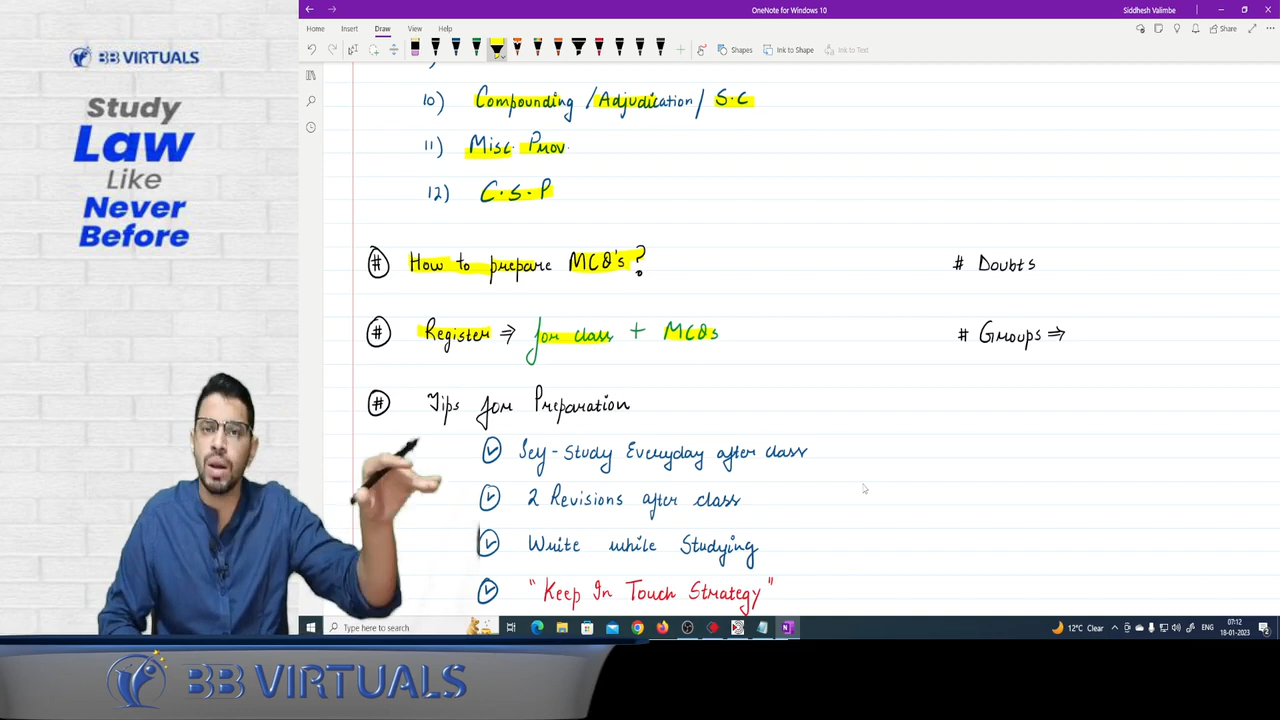 BB VIRTUALS
Study
Law
Like
Never
Before
OneNote for Windows 10
Siddhesh Valimbe
Home Insert Draw View Help
Share
Shapes Ink to Shape Ink to Text
10) Compounding / Adjudication / S.C
11) Misc. Prov.
12) C.S.P
# How to prepare MCQ's?
# Doubts
# Register ⇒ for class + MCQs
# Groups ⇒
# Tips for Preparation
Self-Study Everyday after class
2 Revisions after class
Write while Studying
"Keep In Touch Strategy"
Type here to search
12°C Clear
ENG
07:12
18-01-2023
2
BB VIRTUALS